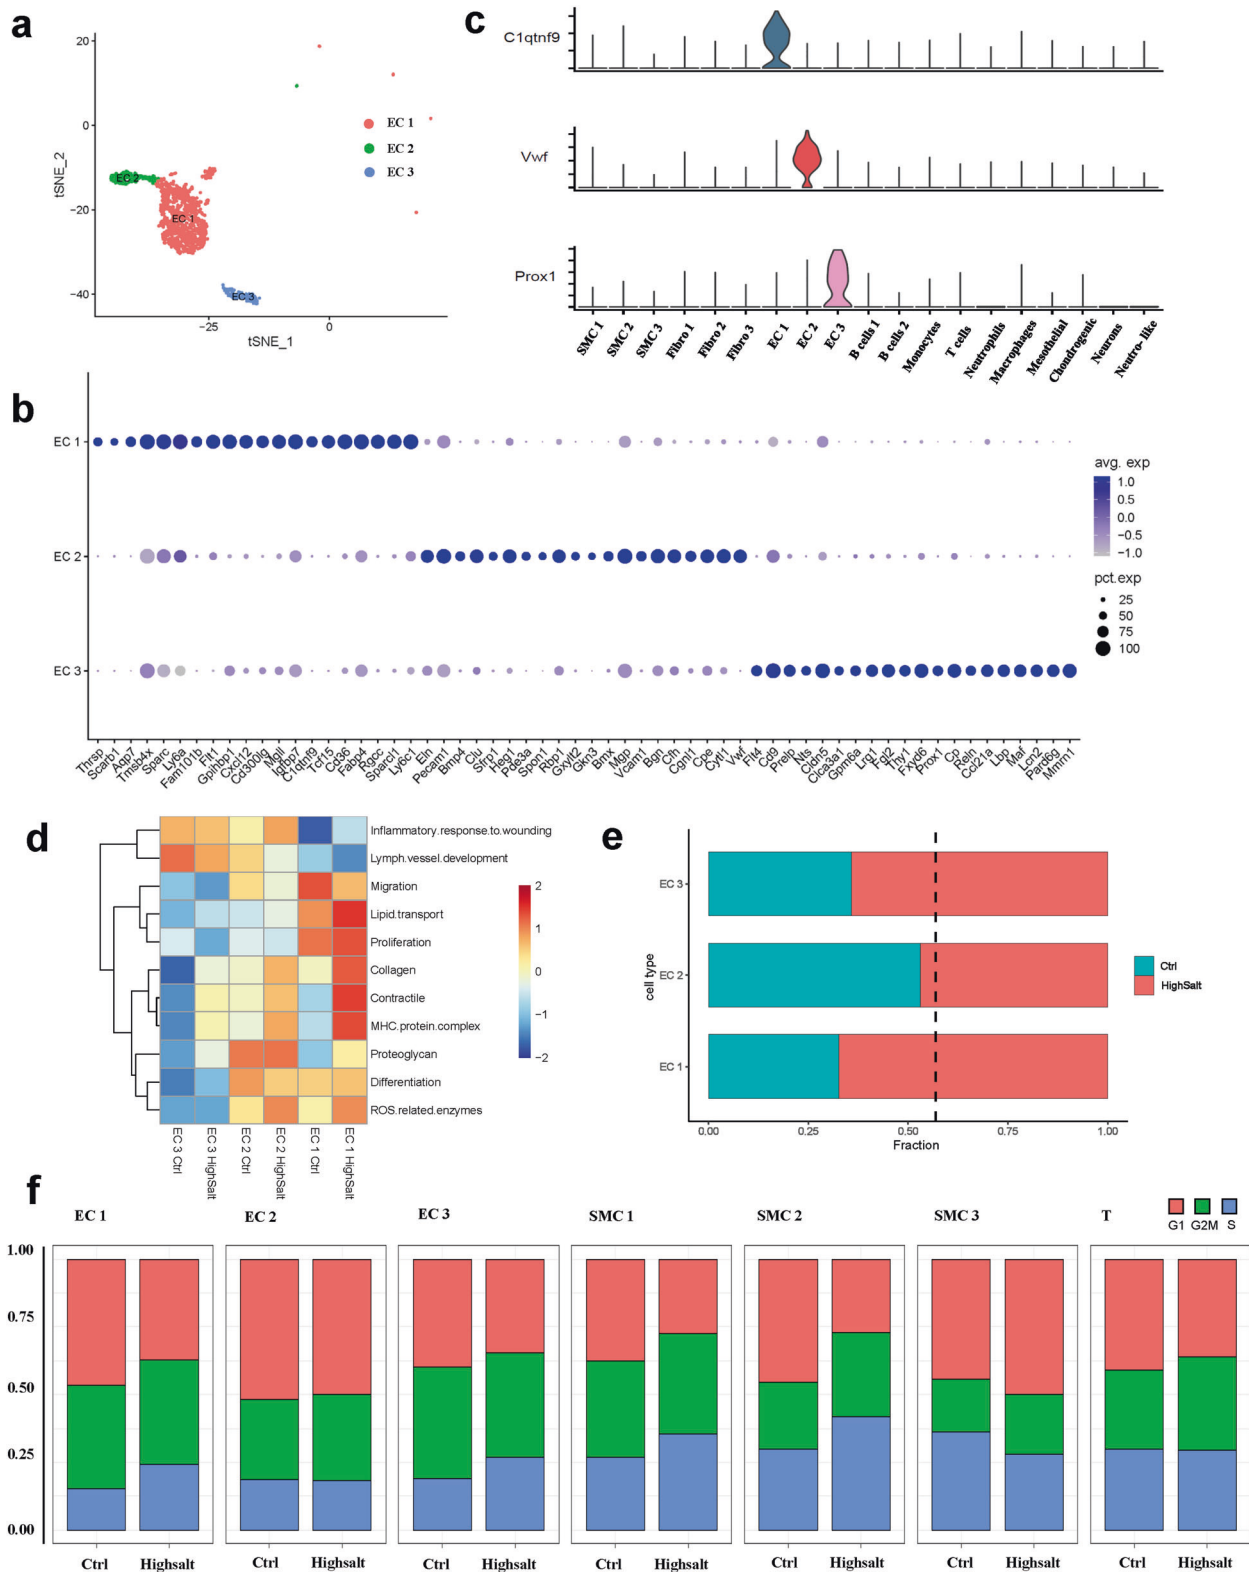 a
20
0
−20
−40
tSNE_2
−25
0
tSNE_1
EC 1
EC 2
EC 3
EC 2
EC 1
EC 3
c
C1qtnf9
Vwf
Prox1
SMC 1
SMC 2
SMC 3
Fibro 1
Fibro 2
Fibro 3
EC 1
EC 2
EC 3
B cells 1
B cells 2
Monocytes
T cells
Neutrophils
Macrophages
Mesothelial
Chondrogenic
Neurons
Neutro- like
b
EC 1
EC 2
EC 3
avg. exp
1.0
0.5
0.0
−0.5
−1.0
pct.exp
25
50
75
100
Thrsp
Scarb1
Aqp7
Tmsb4x
Sparc
Ly6a
Fam101b
Flt1
Gpihbp1
Cxcl12
Cd300lg
Mgll
Igfbp7
C1qtnf9
Tcf15
Cd36
Fabp4
Rgcc
Sparcl1
Ly6c1
Eln
Pecam1
Bmp4
Clu
Sfrp1
Heg1
Pde3a
Spon1
Rbp1
Gxylt2
Gkn3
Bmx
Mgp
Vcam1
Bgn
Cfh
Cgnl1
Cpe
Cytl1
Vwf
Flt4
Cd9
Prelp
Nts
Cldn5
Clca3a1
Gpm6a
Lrg1
Fgl2
Thy1
Fxyd6
Prox1
Cp
Reln
Ccl21a
Lbp
Maf
Lcn2
Pard6g
Mmrn1
d
Inflammatory.response.to.wounding
Lymph.vessel.development
Migration
Lipid.transport
Proliferation
Collagen
Contractile
MHC.protein.complex
Proteoglycan
Differentiation
ROS.related.enzymes
EC 3 Ctrl
EC 3 HighSalt
EC 2 Ctrl
EC 2 HighSalt
EC 1 Ctrl
EC 1 HighSalt
2
1
0
−1
−2
e
EC 3
EC 2
EC 1
cell type
0.00
0.25
0.50
0.75
1.00
Fraction
Ctrl
HighSalt
f
EC 1
EC 2
EC 3
SMC 1
SMC 2
SMC 3
T
G1 G2M S
1.00
0.75
0.50
0.25
0.00
Ctrl Highsalt
Ctrl Highsalt
Ctrl Highsalt
Ctrl Highsalt
Ctrl Highsalt
Ctrl Highsalt
Ctrl Highsalt